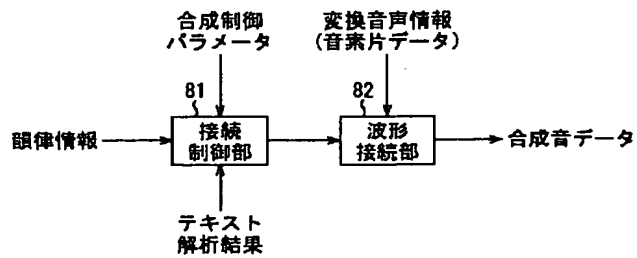 合成制御
パラメータ
変換音声情報
(音素片データ)
81
82
韻律情報
接続
制御部
波形
接続部
合成音データ
テキスト
解析結果